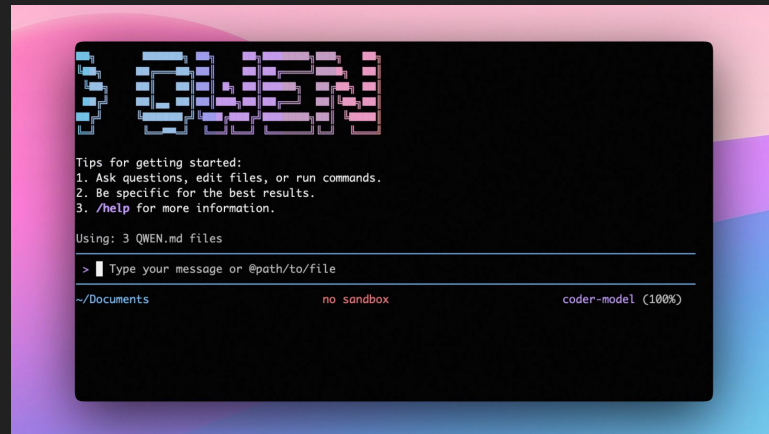 > QWEN
Tips for getting started:
1. Ask questions, edit files, or run commands.
2. Be specific for the best results.
3. /help for more information.
Using: 3 QWEN.md files
> Type your message or @path/to/file
~/Documents no sandbox coder-model (100%)